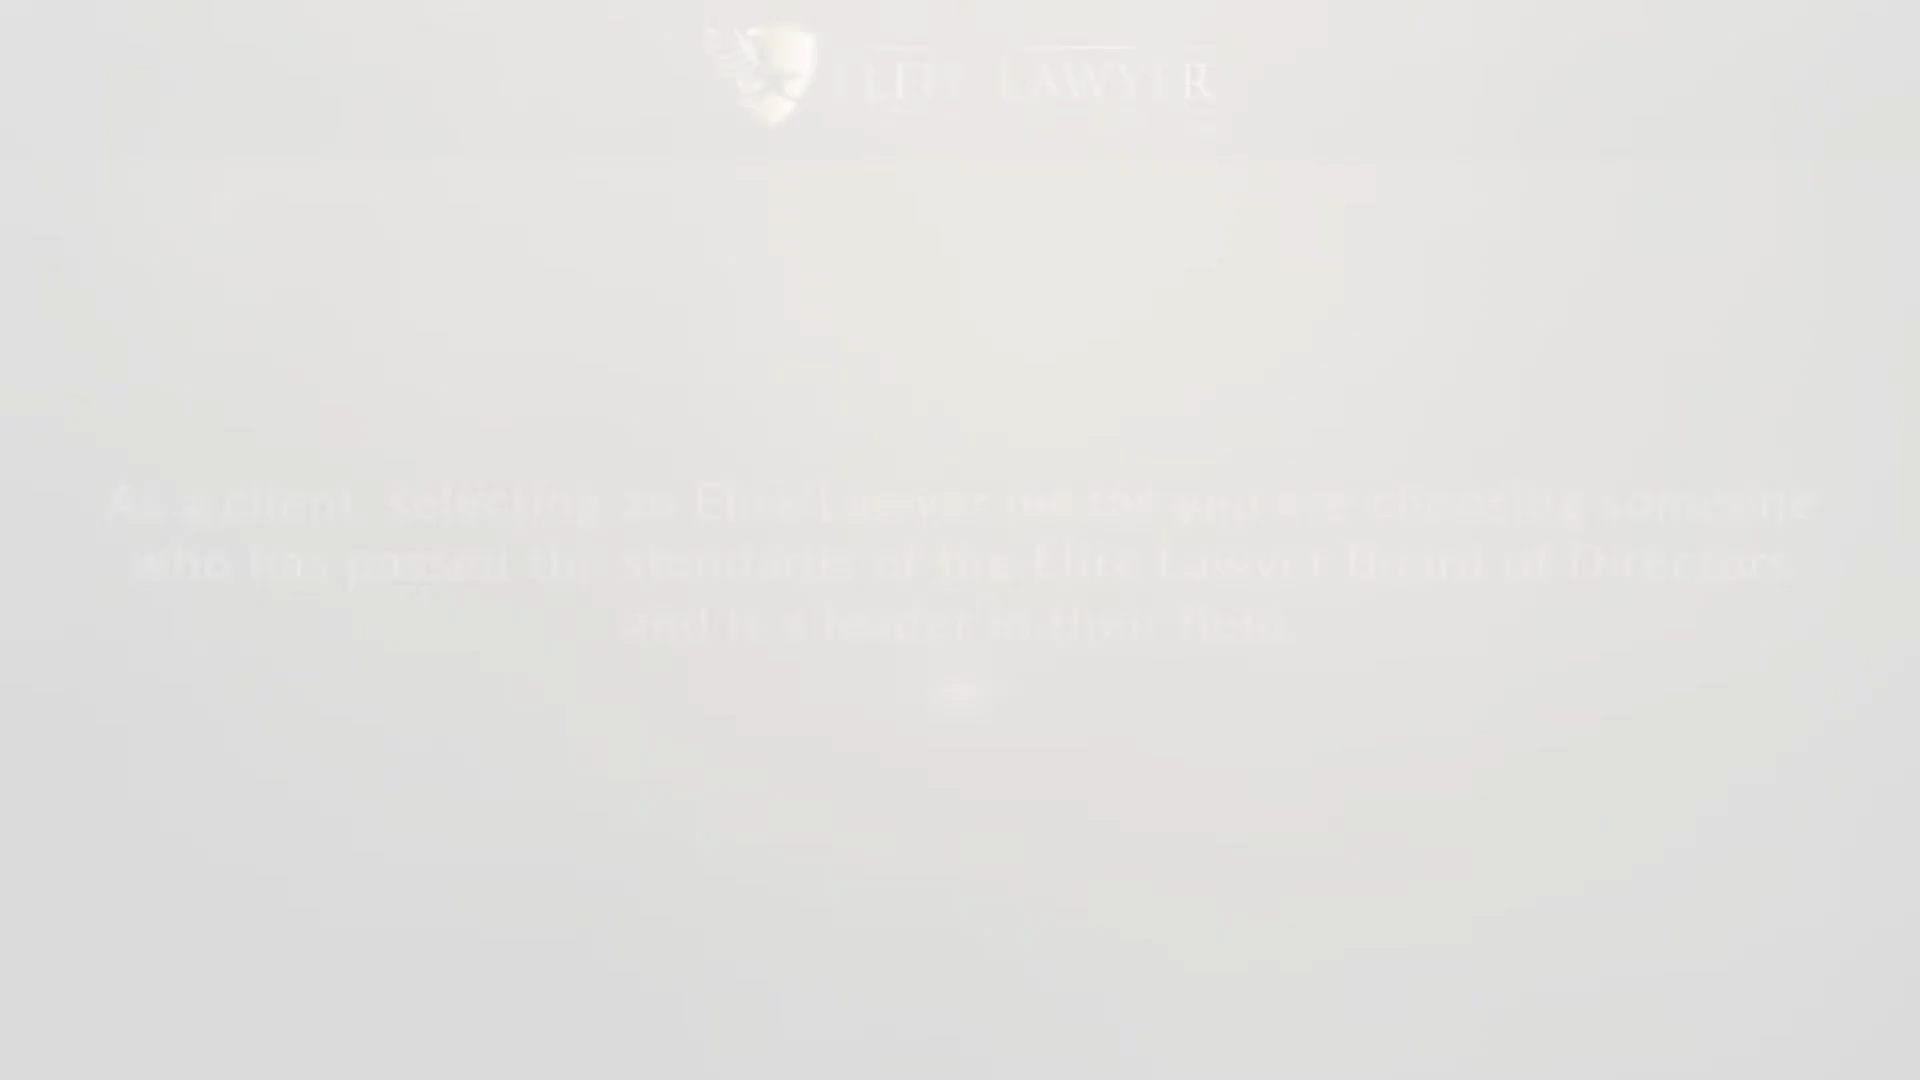 ELITE LAWYER
As a client, selecting an Elite Lawyer means you are choosing someone
who has passed the standards of the Elite Lawyer Board of Directors
and is a leader in their field.